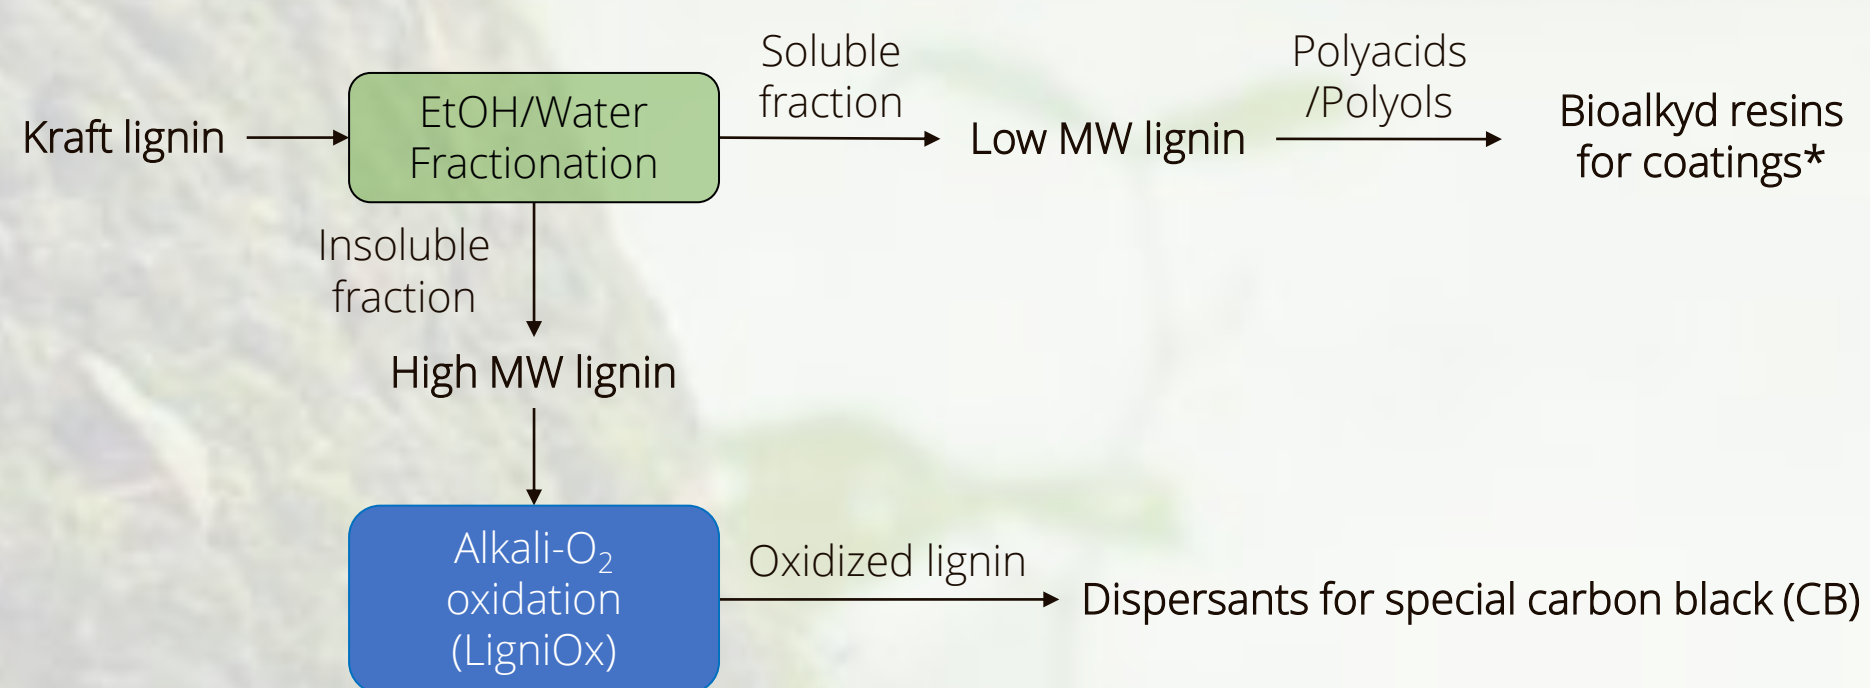 Kraft lignin
EtOH/Water
Fractionation
Soluble
fraction
Low MW lignin
Polyacids
/Polyols
Bioalkyd resins
for coatings*
Insoluble
fraction
High MW lignin
Alkali-O₂
oxidation
(LigniOx)
Oxidized lignin
Dispersants for special carbon black (CB)